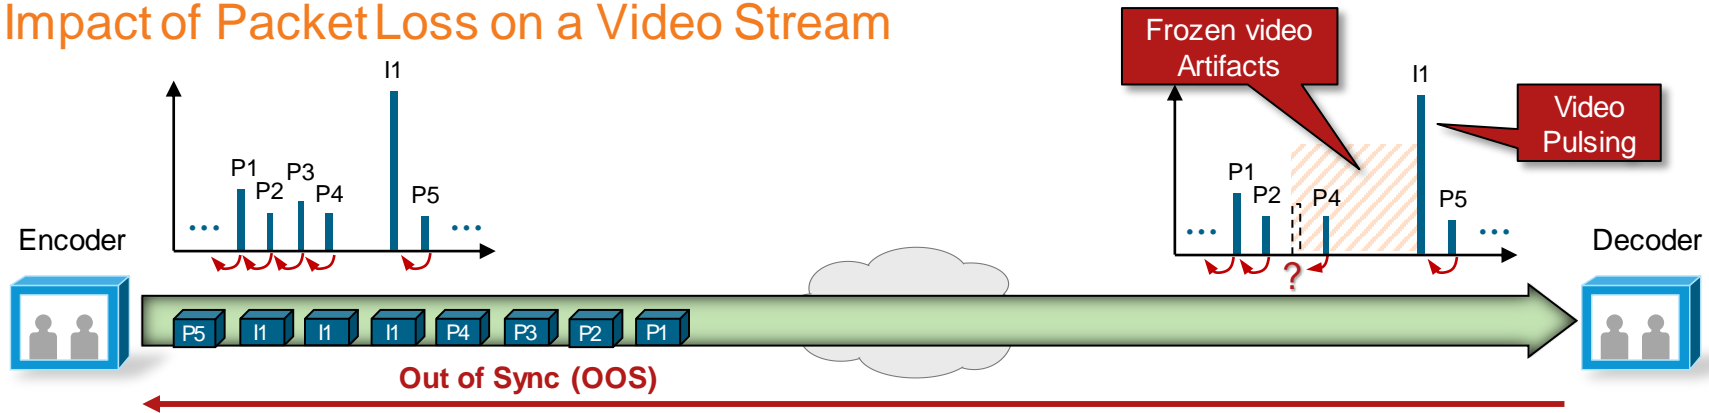 Impact of Packet Loss on a Video Stream
Frozen video
Artifacts
Video
Pulsing
I1
P1
P2
P3
P4
P5
...
...
I1
P1
P2
P4
P5
...
...
?
Encoder
Decoder
P5
I1
I1
I1
P4
P3
P2
P1
Out of Sync (OOS)